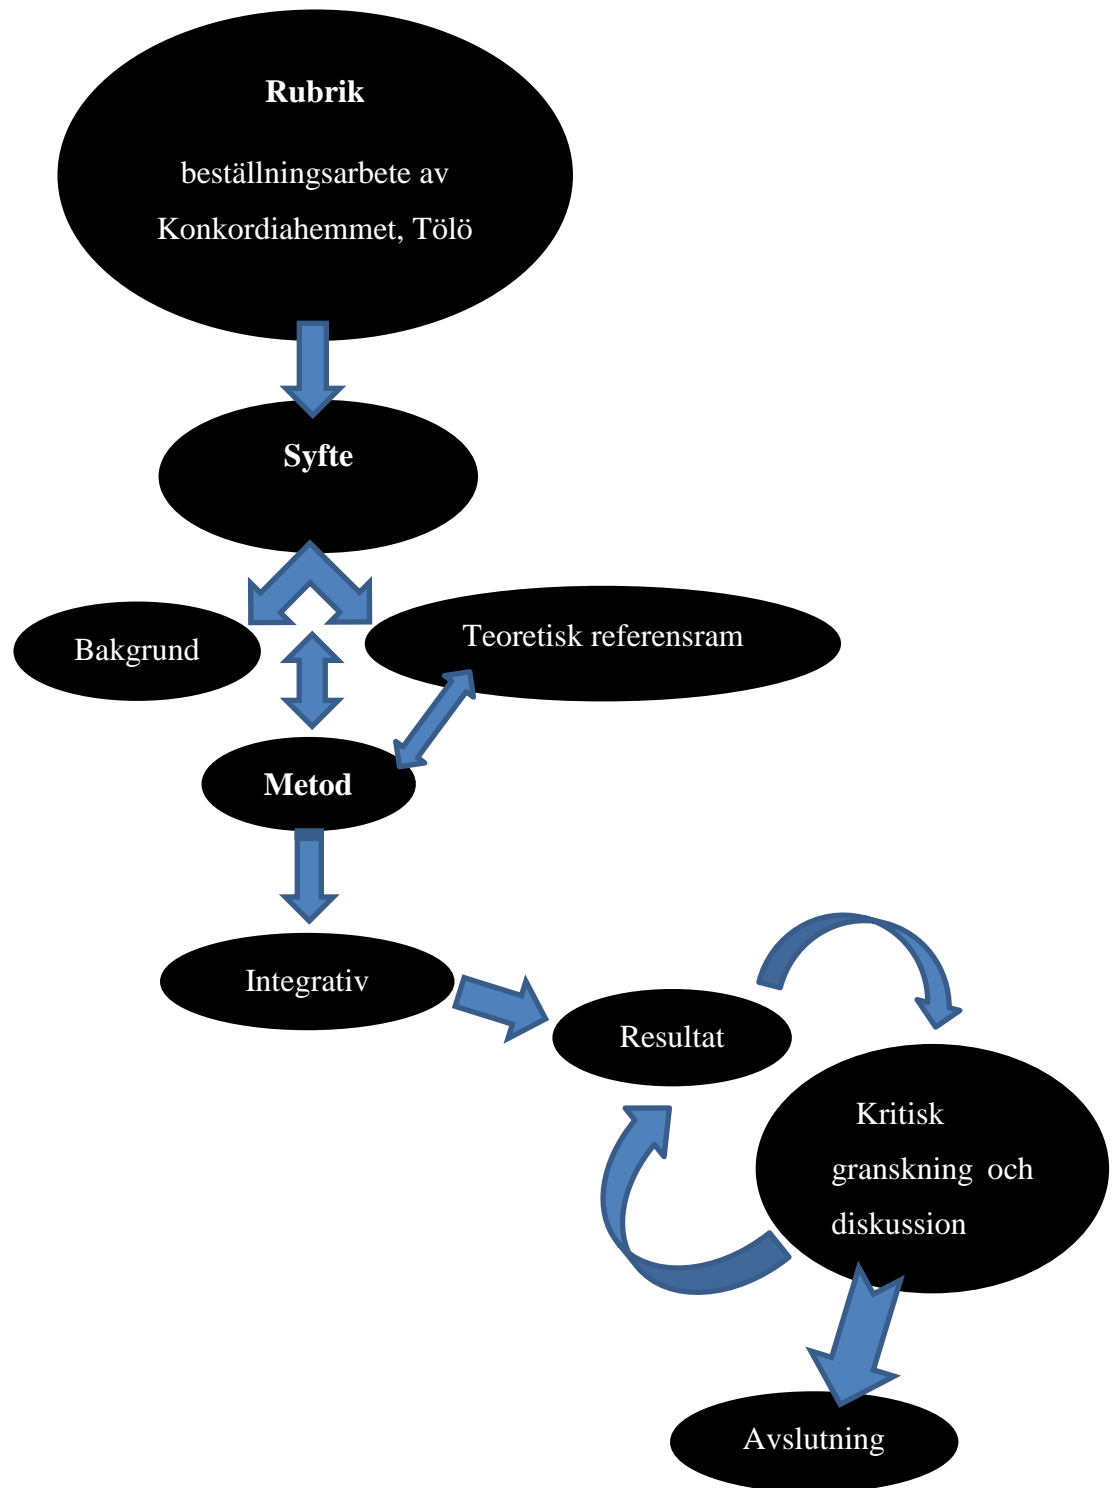 Rubrik
beställningsarbete av
Konkordiahemmet, Tölö
Syfte
Bakgrund
Teoretisk referensram
Metod
Integrativ
Resultat
Kritisk
granskning och
diskussion
Avslutning